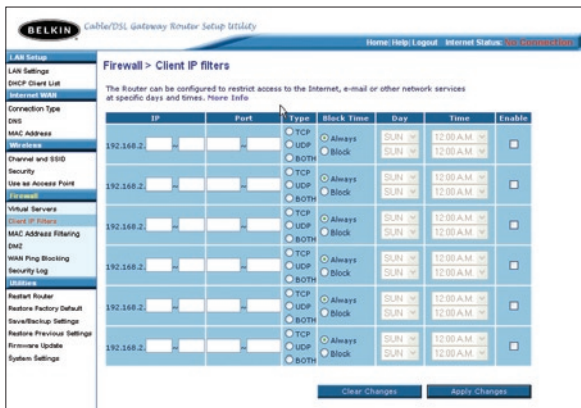 BELKIN Cable/DSL Gateway Router Setup Utility
Home| Help| Logout Internet Status: No Connection
LAN Setup
LAN Settings
DHCP Client List
Internet WAN
Connection Type
DNS
MAC Address
Wireless
Channel and SSID
Security
Use as Access Point
Firewall
Virtual Servers
Client IP Filters
MAC Address Filtering
DMZ
WAN Ping Blocking
Security Log
Utilities
Restart Router
Restore Factory Default
Save/Backup Settings
Restore Previous Settings
Firmware Update
System Settings
Firewall > Client IP filters
The Router can be configured to restrict access to the Internet, e-mail or other network services
at specific days and times. More Info
IP Port Type Block Time Day Time Enable
192.168.2. ~ ~ TCP UDP BOTH Always Block SUN SUN 12:00 A.M. 12:00 A.M.
192.168.2. ~ ~ TCP UDP BOTH Always Block SUN SUN 12:00 A.M. 12:00 A.M.
192.168.2. ~ ~ TCP UDP BOTH Always Block SUN SUN 12:00 A.M. 12:00 A.M.
192.168.2. ~ ~ TCP UDP BOTH Always Block SUN SUN 12:00 A.M. 12:00 A.M.
192.168.2. ~ ~ TCP UDP BOTH Always Block SUN SUN 12:00 A.M. 12:00 A.M.
192.168.2. ~ ~ TCP UDP BOTH Always Block SUN SUN 12:00 A.M. 12:00 A.M.
Clear Changes Apply Changes